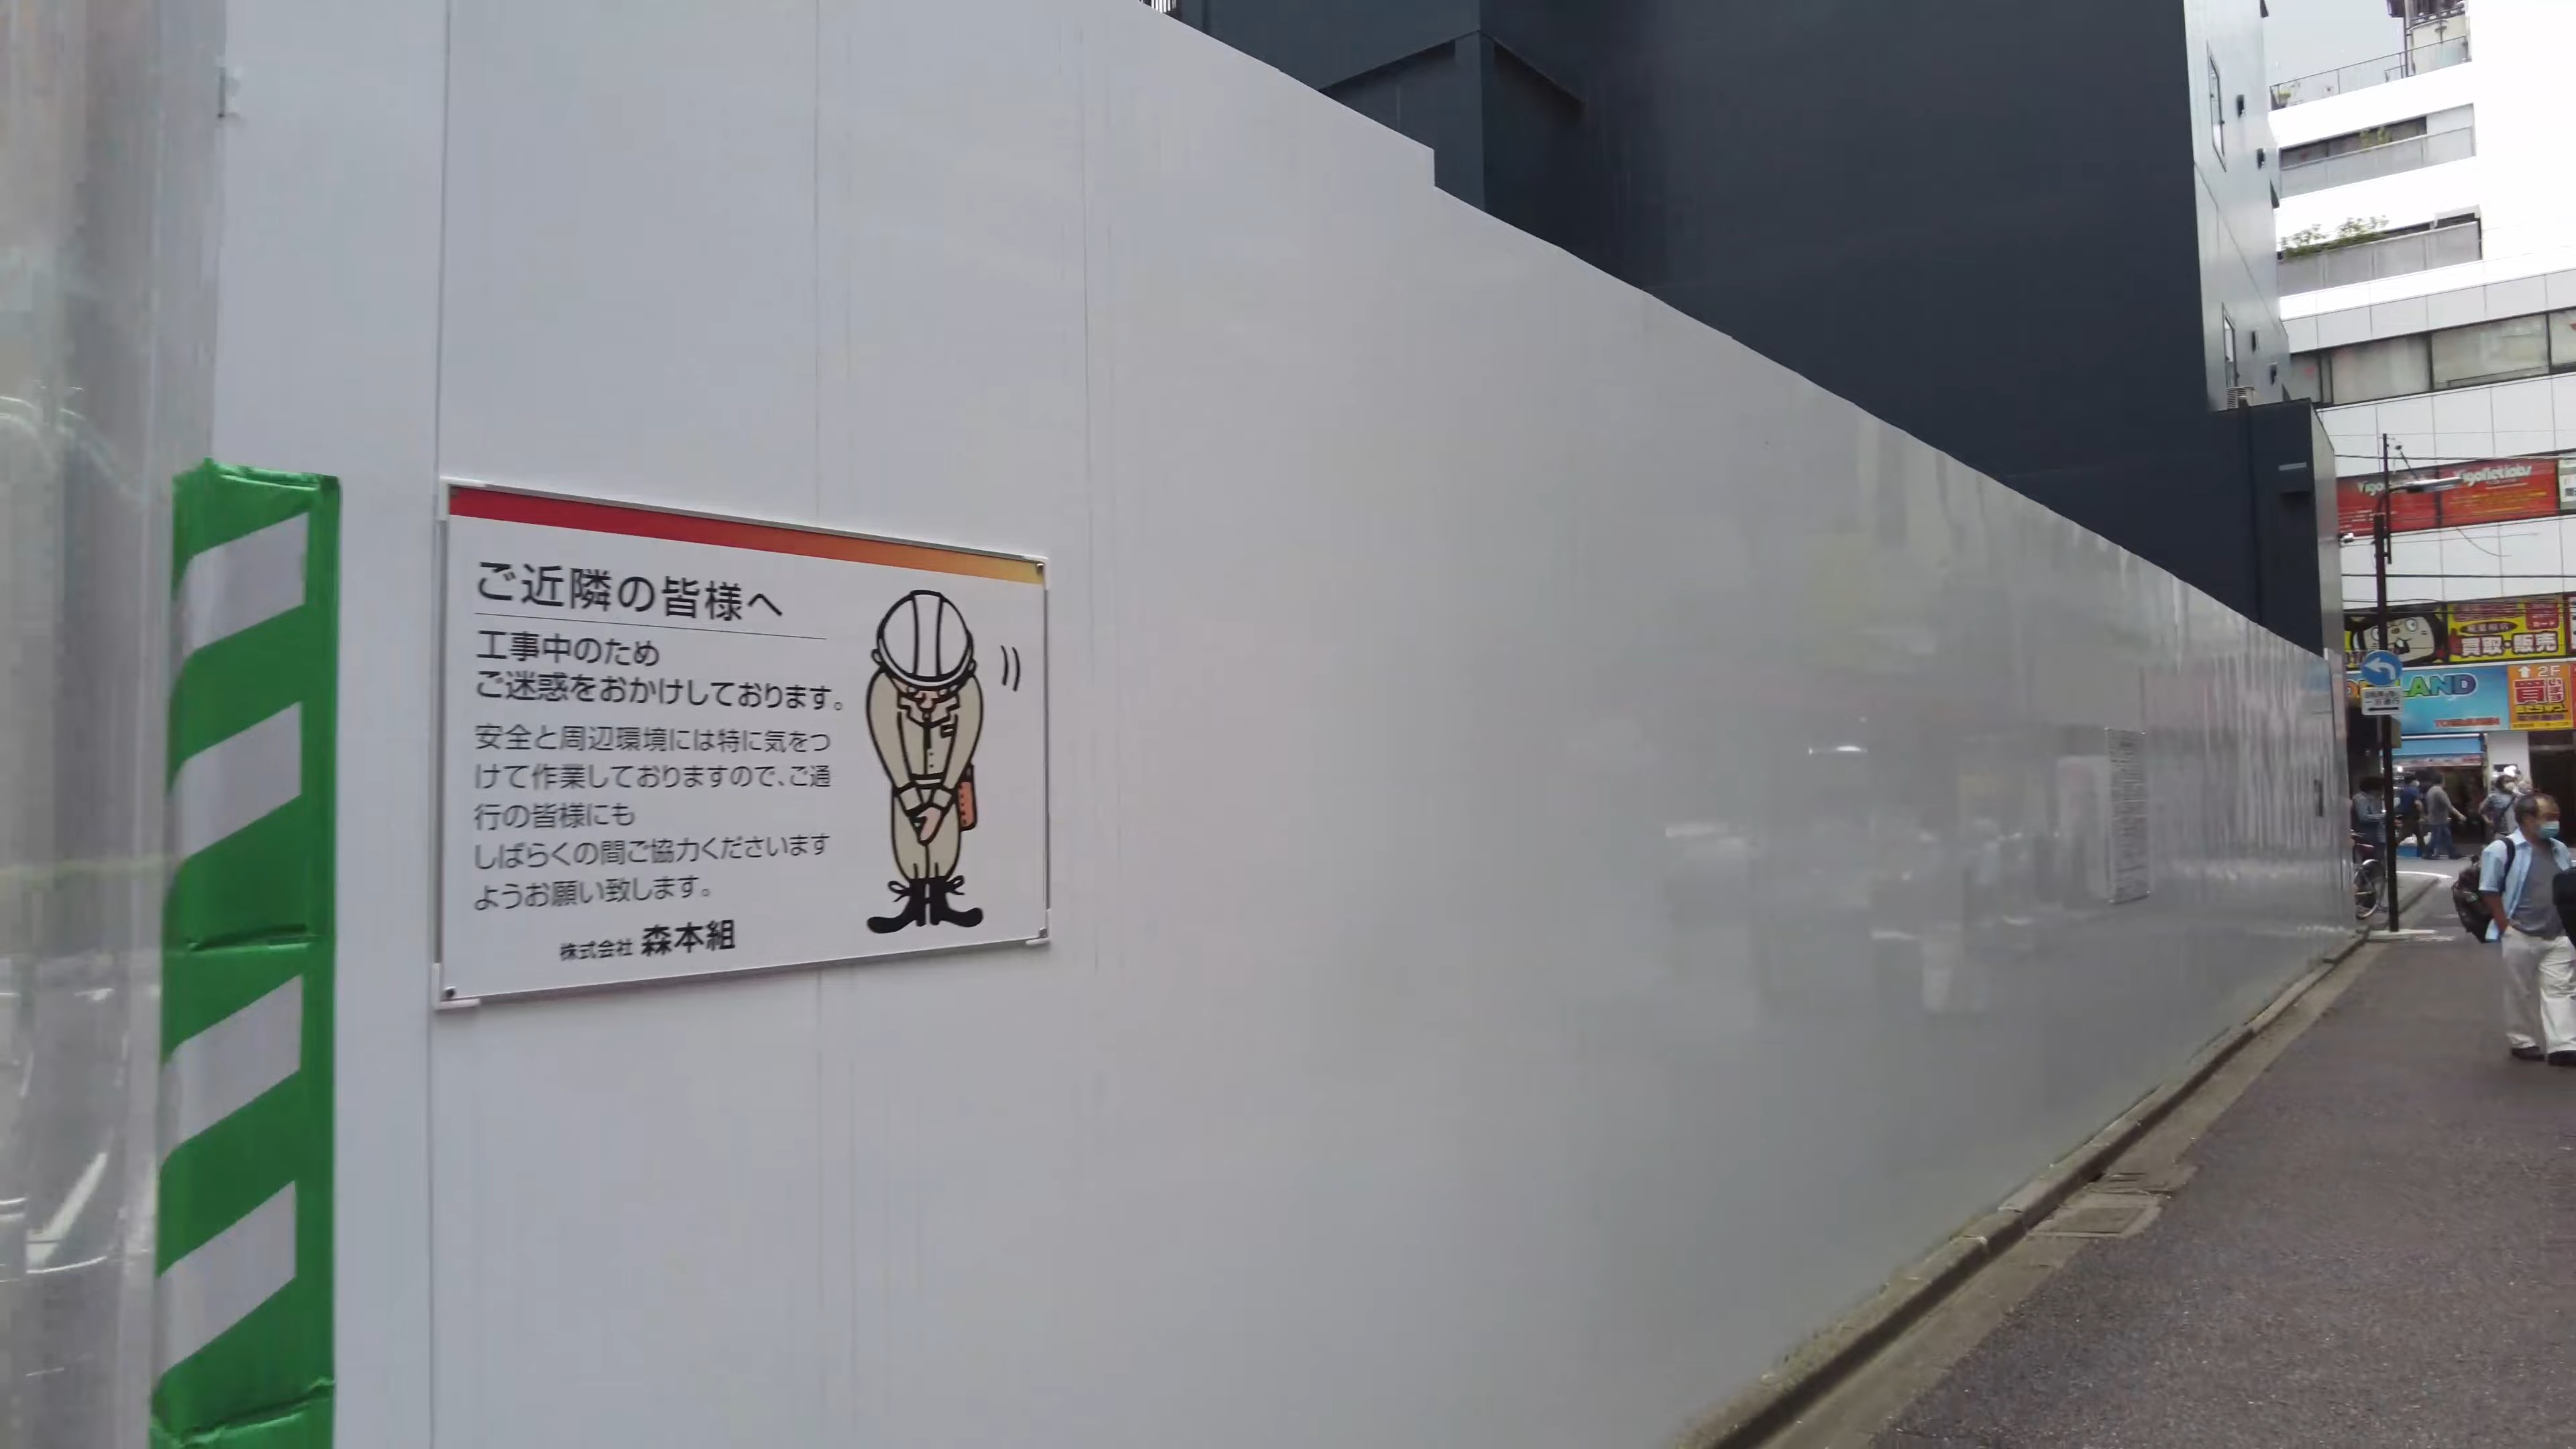 ご近隣の皆様へ
工事中のため
ご迷惑をおかけしております。
安全と周辺環境には特に気をつ
けて作業しておりますので、ご通
行の皆様にも
しばらくの間ご協力くださいます
ようお願い致します。
株式会社 森本組
買取・販売
LAND
2F
買